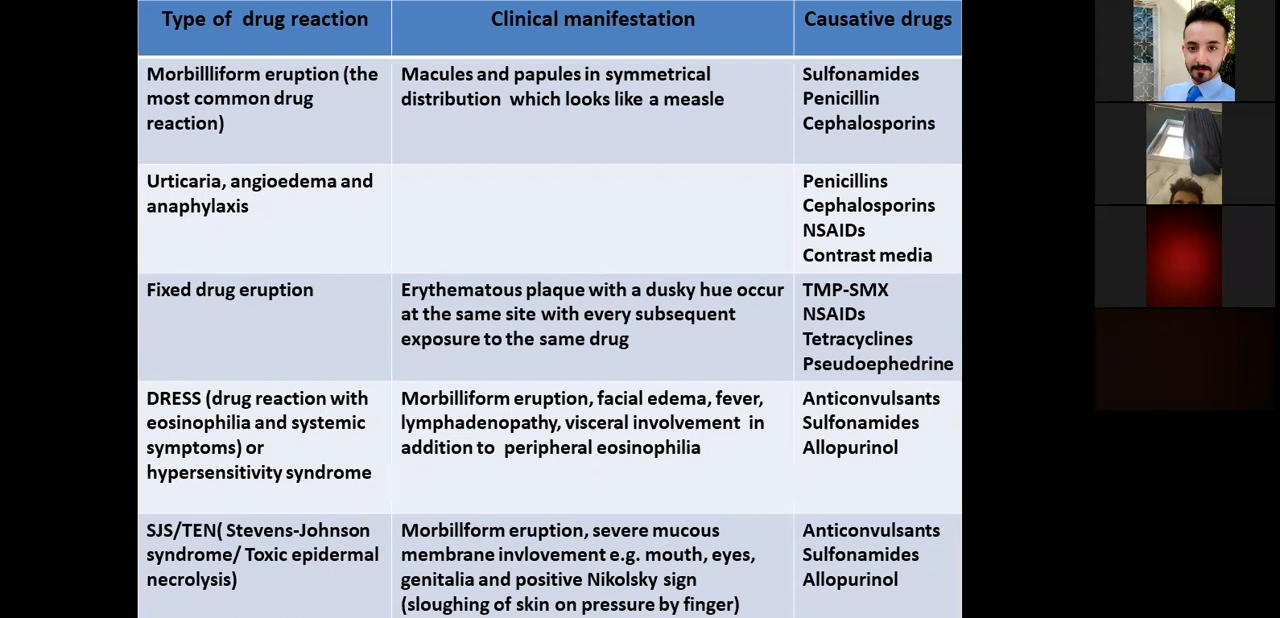 Type of drug reaction
Clinical manifestation
Causative drugs
Morbillliform eruption (the
most common drug
reaction)
Macules and papules in symmetrical
distribution which looks like a measle
Sulfonamides
Penicillin
Cephalosporins
Urticaria, angioedema and
anaphylaxis
Penicillins
Cephalosporins
NSAIDs
Contrast media
Fixed drug eruption
Erythematous plaque with a dusky hue occur
at the same site with every subsequent
exposure to the same drug
TMP-SMX
NSAIDs
Tetracyclines
Pseudoephedrine
DRESS (drug reaction with
eosinophilia and systemic
symptoms) or
hypersensitivity syndrome
Morbilliform eruption, facial edema, fever,
lymphadenopathy, visceral involvement in
addition to peripheral eosinophilia
Anticonvulsants
Sulfonamides
Allopurinol
SJS/TEN( Stevens-Johnson
syndrome/ Toxic epidermal
necrolysis)
Morbillform eruption, severe mucous
membrane invlovement e.g. mouth, eyes,
genitalia and positive Nikolsky sign
(sloughing of skin on pressure by finger)
Anticonvulsants
Sulfonamides
Allopurinol